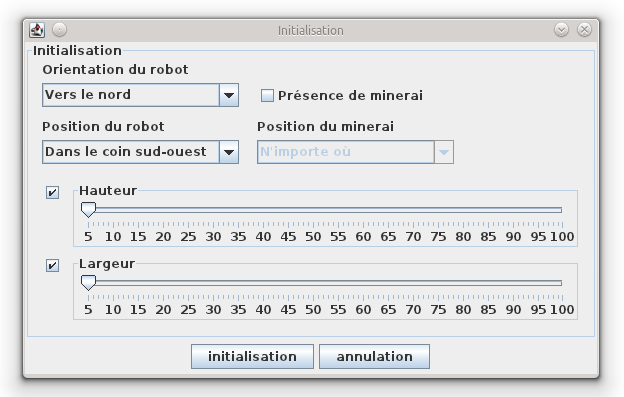 Initialisation
Initialisation
Orientation du robot
Vers le nord
Présence de minerai
Position du robot
Position du minerai
Dans le coin sud-ouest
N'importe où
Hauteur
5 10 15 20 25 30 35 40 45 50 55 60 65 70 75 80 85 90 95 100
Largeur
5 10 15 20 25 30 35 40 45 50 55 60 65 70 75 80 85 90 95 100
initialisation
annulation